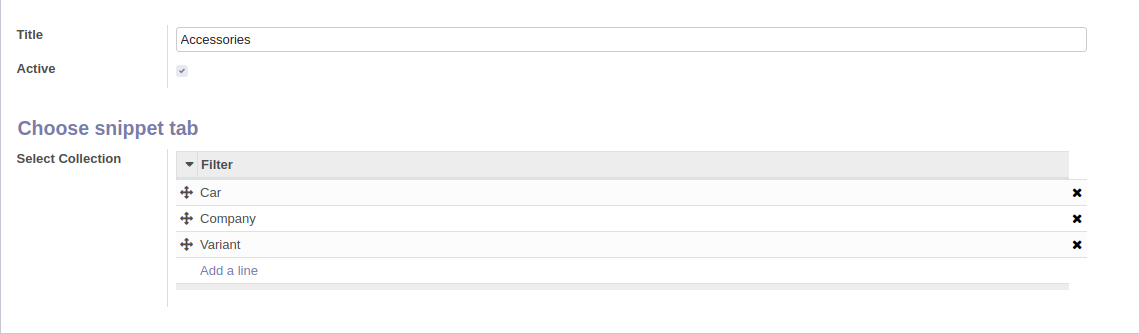 Title
Accessories
Active
Choose snippet tab
Select Collection
Filter
Car
Company
Variant
Add a line